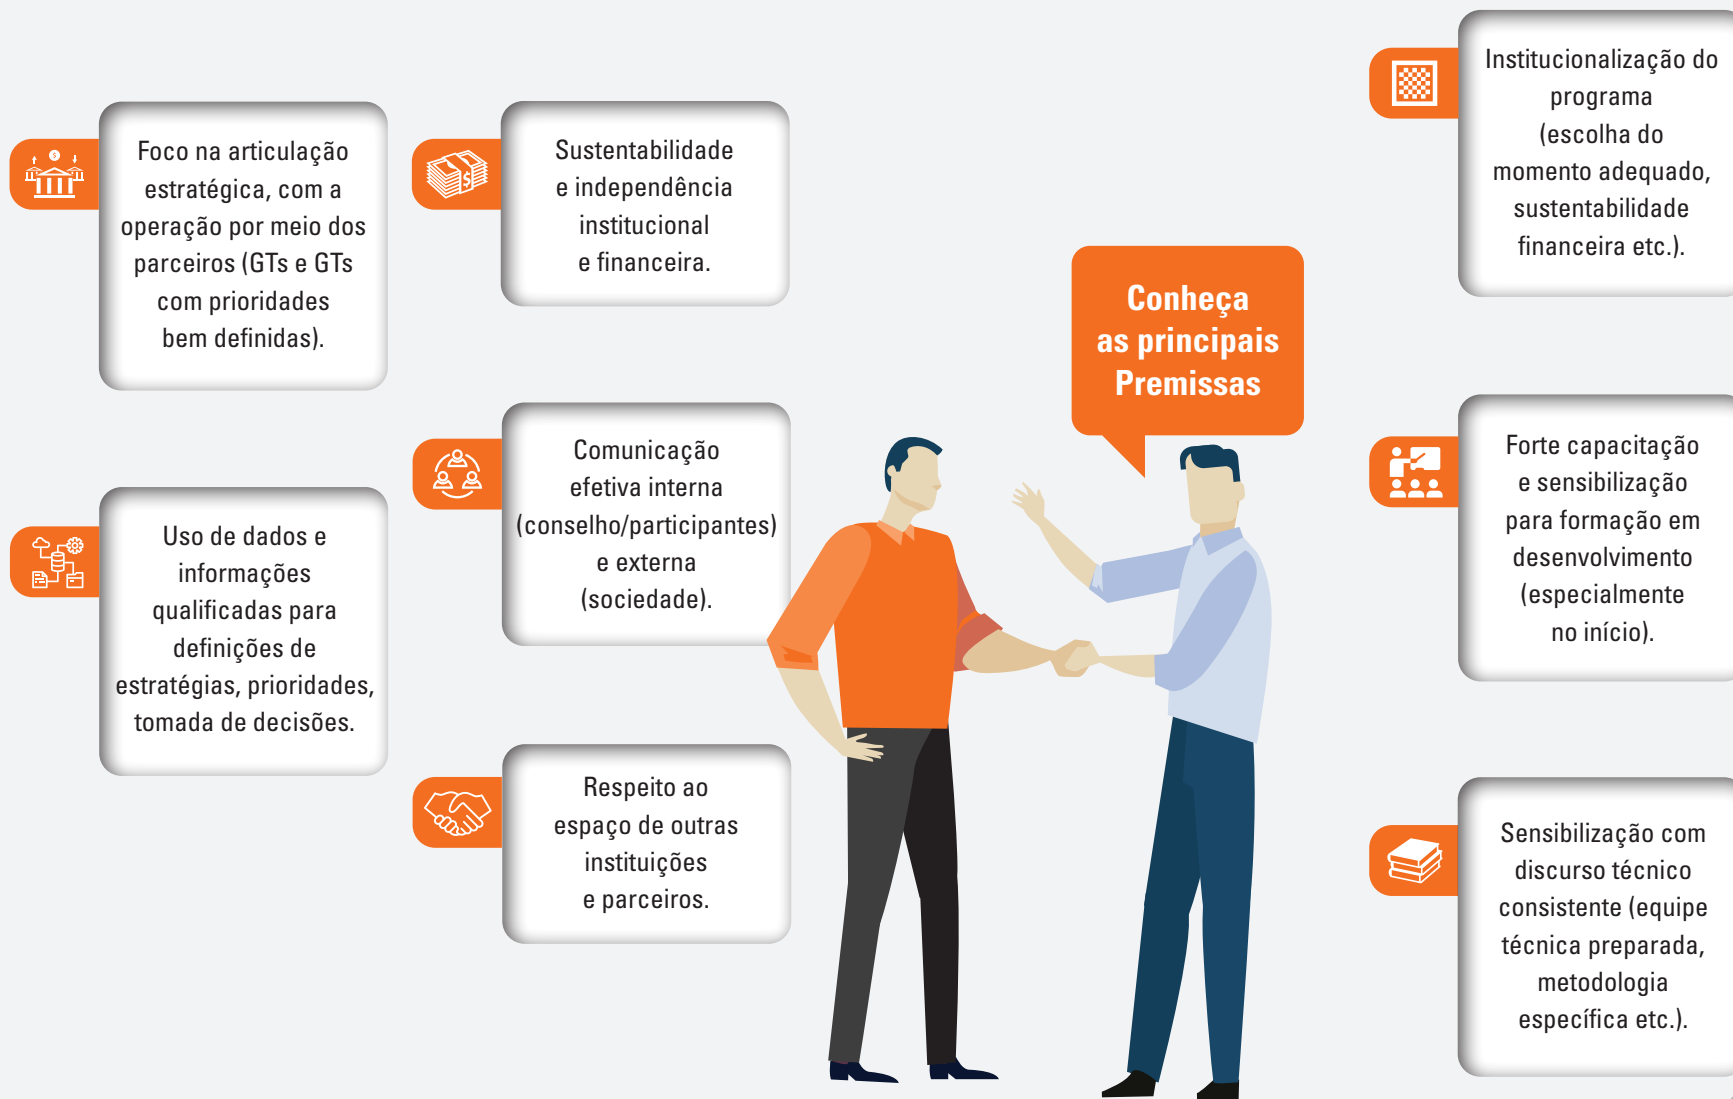 Foco na articulação
estratégica, com a
operação por meio dos
parceiros (GTs e GTs
com prioridades
bem definidas).
Uso de dados e
informações
qualificadas para
definições de
estratégias, prioridades,
tomada de decisões.
Sustentabilidade
e independência
institucional
e financeira.
Comunicação
efetiva interna
(conselho/participantes)
e externa
(sociedade).
Respeito ao
espaço de outras
instituições
e parceiros.
Conheça
as principais
Premissas
Institucionalização do
programa
(escolha do
momento adequado,
sustentabilidade
financeira etc.).
Forte capacitação
e sensibilização
para formação em
desenvolvimento
(especialmente
no início).
Sensibilização com
discurso técnico
consistente (equipe
técnica preparada,
metodologia
específica etc.).